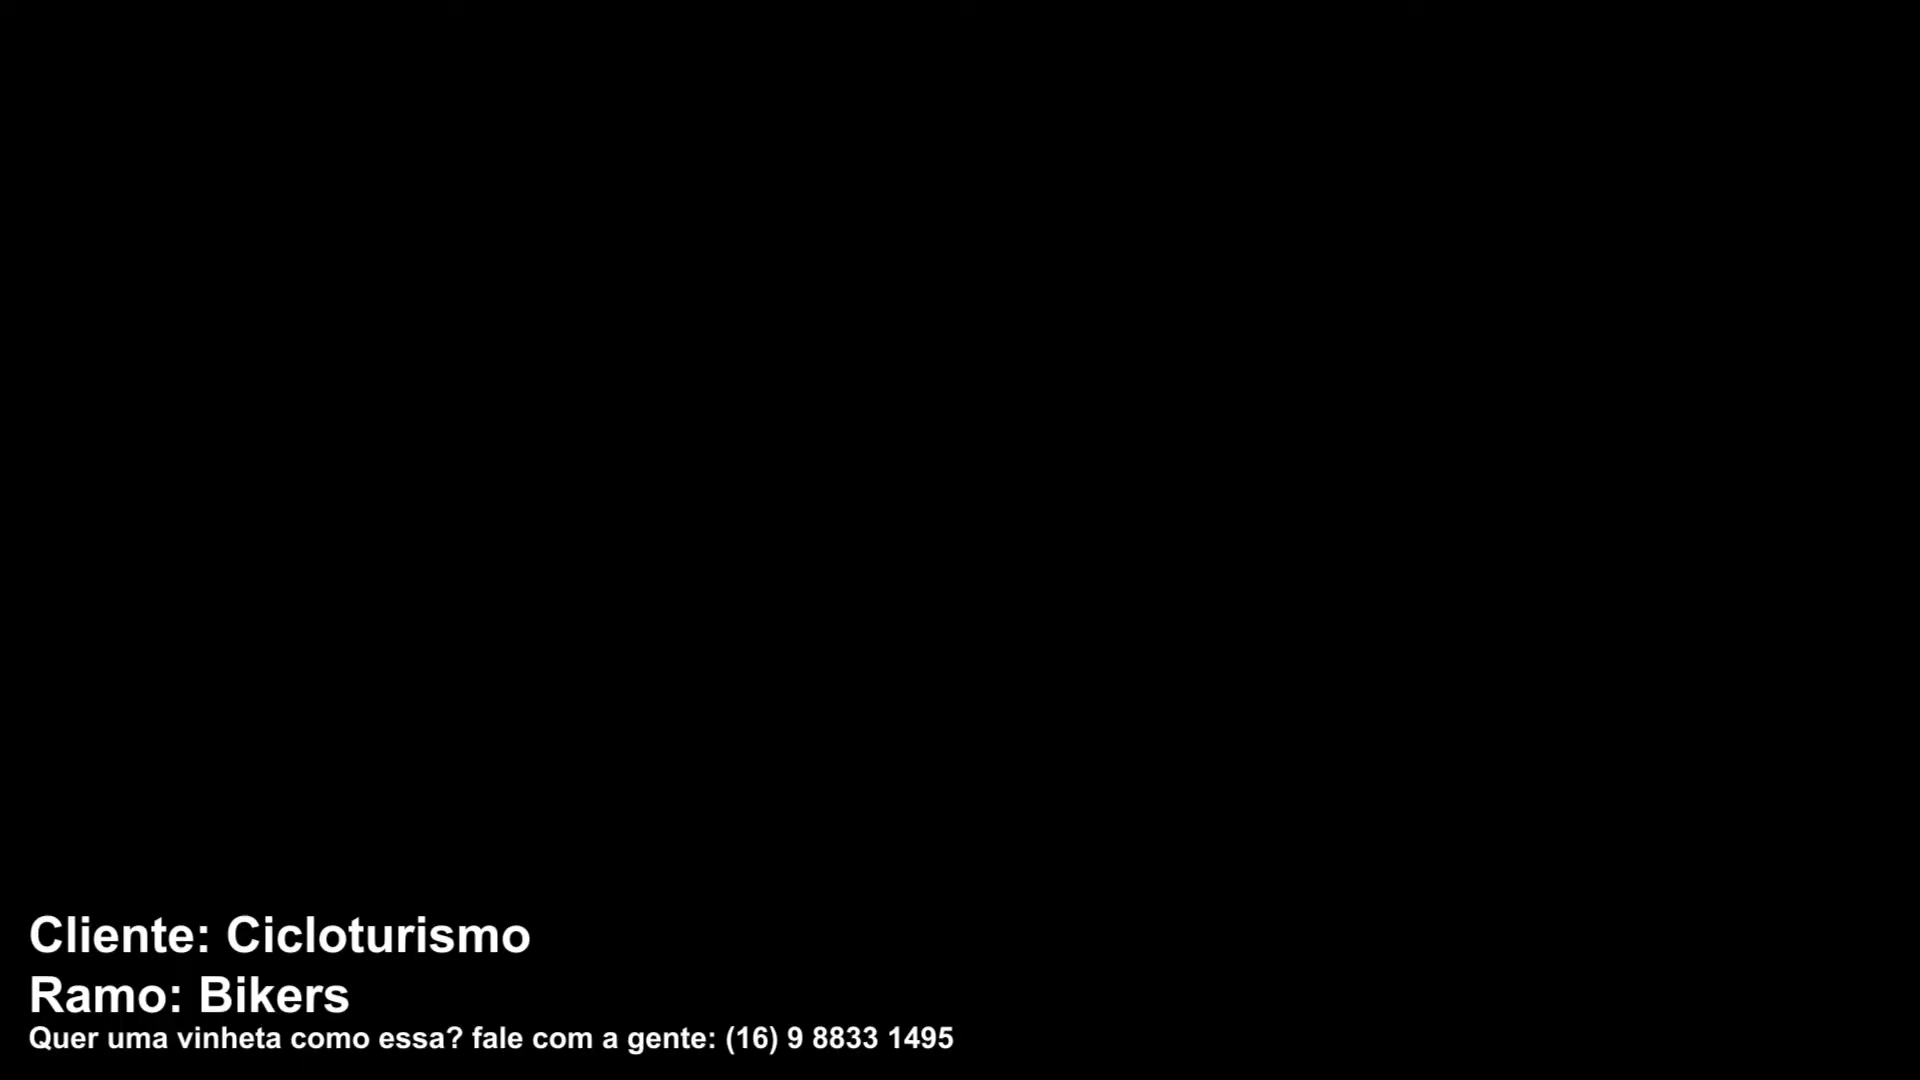 Cliente: Cicloturismo
Ramo: Bikers
Quer uma vinheta como essa? fale com a gente: (16) 9 8833 1495